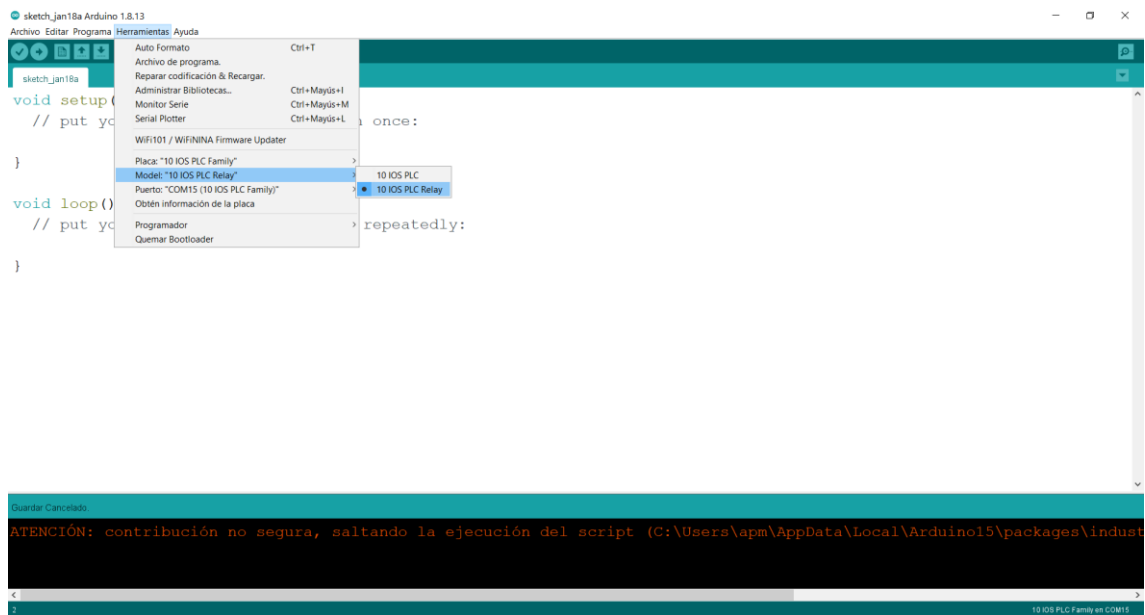 sketch_jan18a Arduino 1.8.13
Archivo Editar Programa Herramientas Ayuda
sketch_jan18a
Auto Formato Ctrl+T
Archivo de programa.
Reparar codificación & Recargar.
Administrar Bibliotecas... Ctrl+Mayús+I
Monitor Serie Ctrl+Mayús+M
Serial Plotter Ctrl+Mayús+L
WiFi101 / WiFiNINA Firmware Updater
Placa: "10 IOS PLC Family"
Model: "10 IOS PLC Relay"
Puerto: "COM15 (10 IOS PLC Family)"
Obtén información de la placa
Programador
Quemar Bootloader
10 IOS PLC
10 IOS PLC Relay
void setup(
// put yo
once:
}
void loop()
// put yo
repeatedly:
}
Guardar Cancelado.
ATENCIÓN: contribución no segura, saltando la ejecución del script (C:\Users\apm\AppData\Local\Arduino15\packages\indust
2
10 IOS PLC Family en COM15